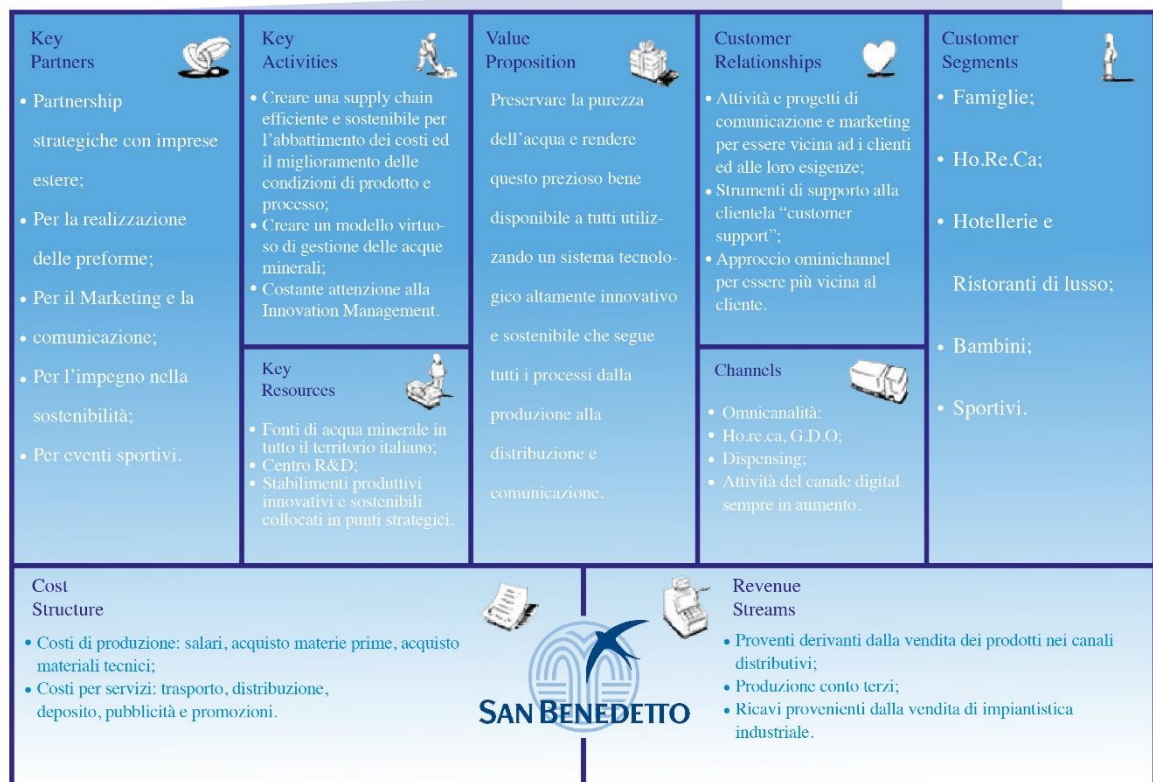 Key
Partners
• Partnership
strategiche con imprese
estere;
• Per la realizzazione
delle preforme;
• Per il Marketing e la
• comunicazione;
• Per l’impegno nella
sostenibilità;
• Per eventi sportivi.
Key
Activities
• Creare una supply chain
efficiente e sostenibile per
l’abbattimento dei costi ed
il miglioramento delle
condizioni di prodotto e
processo;
• Creare un modello virtuo-
so di gestione delle acque
minerali;
• Costante attenzione alla
Innovation Management.
Key
Resources
• Fonti di acqua minerale in
tutto il territorio italiano;
• Centro R&D;
• Stabilimenti produttivi
innovativi e sostenibili
collocati in punti strategici.
Value
Proposition
Preservare la purezza
dell’acqua e rendere
questo prezioso bene
disponibile a tutti utiliz-
zando un sistema tecnolo-
gico altamente innovativo
e sostenibile che segue
tutti i processi dalla
produzione alla
distribuzione e
comunicazione.
Customer
Relationships
• Attività e progetti di
comunicazione e marketing
per essere vicina ad i clienti
ed alle loro esigenze;
• Strumenti di supporto alla
clientela “customer
support”;
• Approccio ominichannel
per essere più vicina al
cliente.
Channels
• Omnicanalità:
• Ho.re.ca, G.D.O;
• Dispensing;
• Attività del canale digital
sempre in aumento.
Customer
Segments
• Famiglie;
• Ho.Re.Ca;
• Hotellerie e
Ristoranti di lusso;
• Bambini;
• Sportivi.
Cost
Structure
• Costi di produzione: salari, acquisto materie prime, acquisto
materiali tecnici;
• Costi per servizi: trasporto, distribuzione,
deposito, pubblicità e promozioni.
SAN BENEDETTO
Revenue
Streams
• Proventi derivanti dalla vendita dei prodotti nei canali
distributivi;
• Produzione conto terzi;
• Ricavi provenienti dalla vendita di impiantistica
industriale.